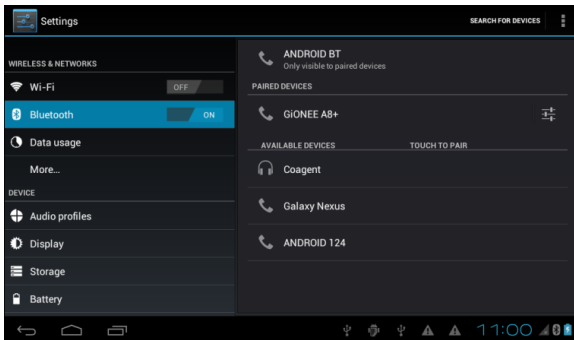 Settings
SEARCH FOR DEVICES
WIRELESS & NETWORKS
Wi-Fi
OFF
Bluetooth
ON
Data usage
More...
DEVICE
Audio profiles
Display
Storage
Battery
ANDROID BT
Only visible to paired devices
PAIRED DEVICES
GiONEE A8+
AVAILABLE DEVICES TOUCH TO PAIR
Coagent
Galaxy Nexus
ANDROID 124
11:00